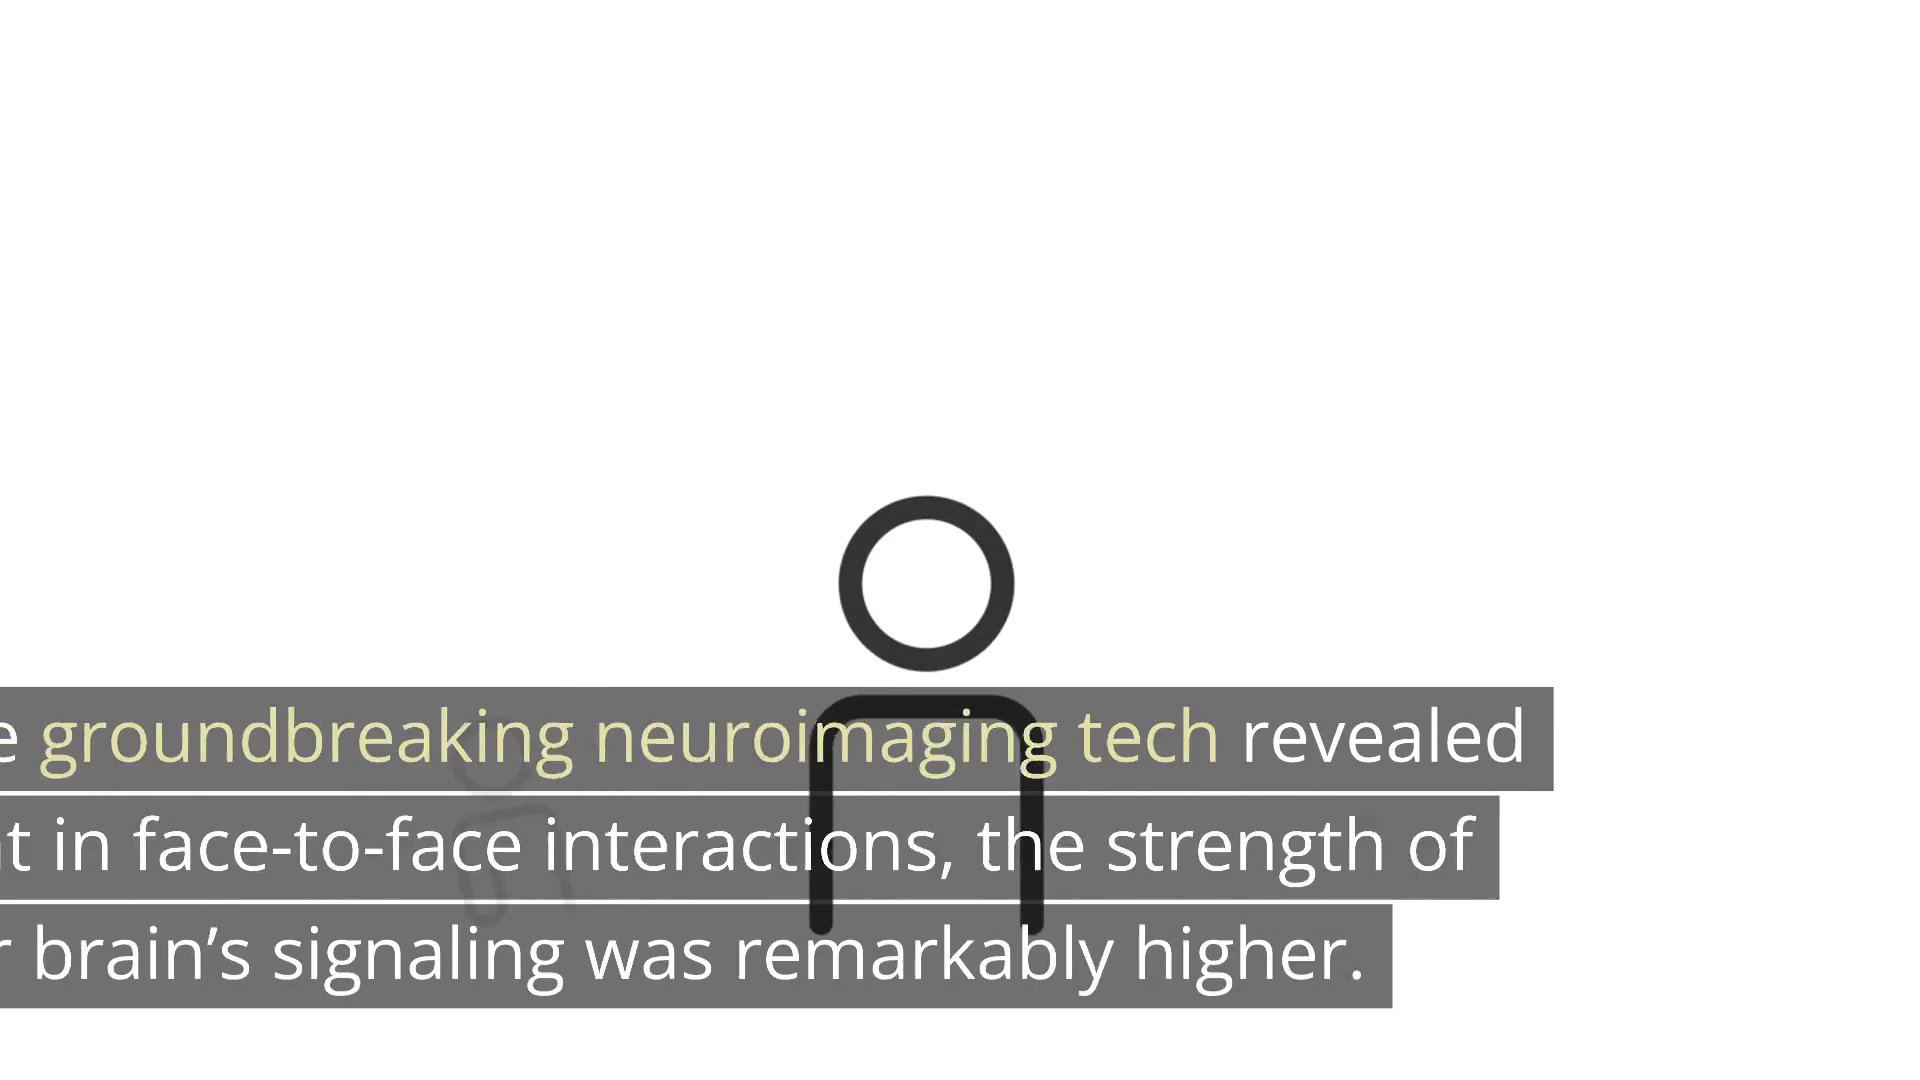 groundbreaking neuroimaging tech revealed
in face-to-face interactions, the strength of
brain’s signaling was remarkably higher.